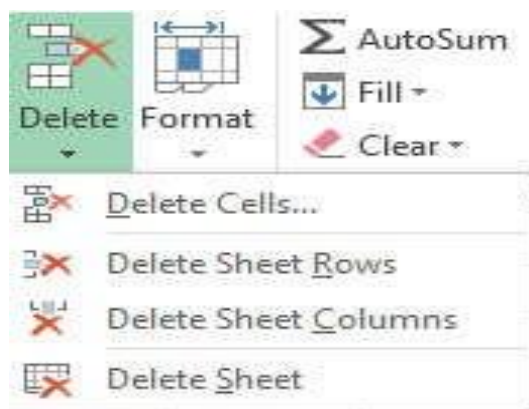 AutoSum
Fill
Delete Format
Clear
Delete Cells...
Delete Sheet Rows
Delete Sheet Columns
Delete Sheet